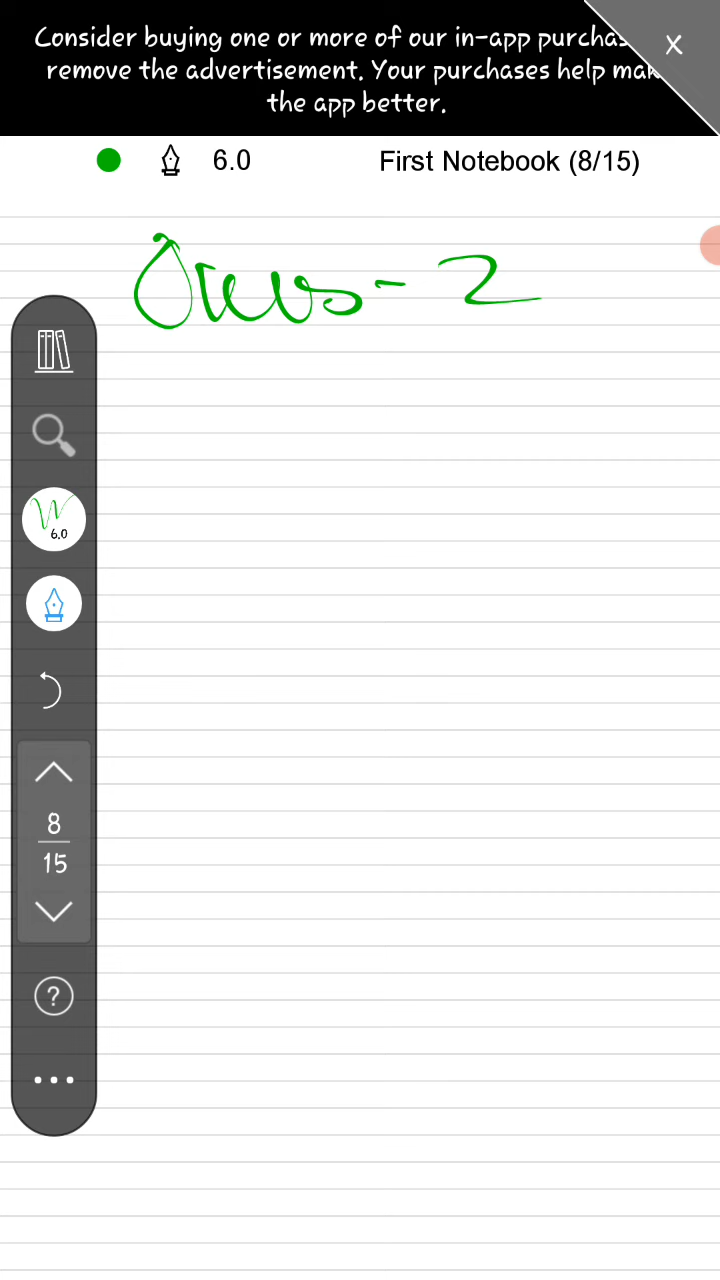 Consider buying one or more of our in-app purchas
remove the advertisement. Your purchases help mak
the app better.
X
6.0
First Notebook (8/15)
- 2
6.0
8
15
?